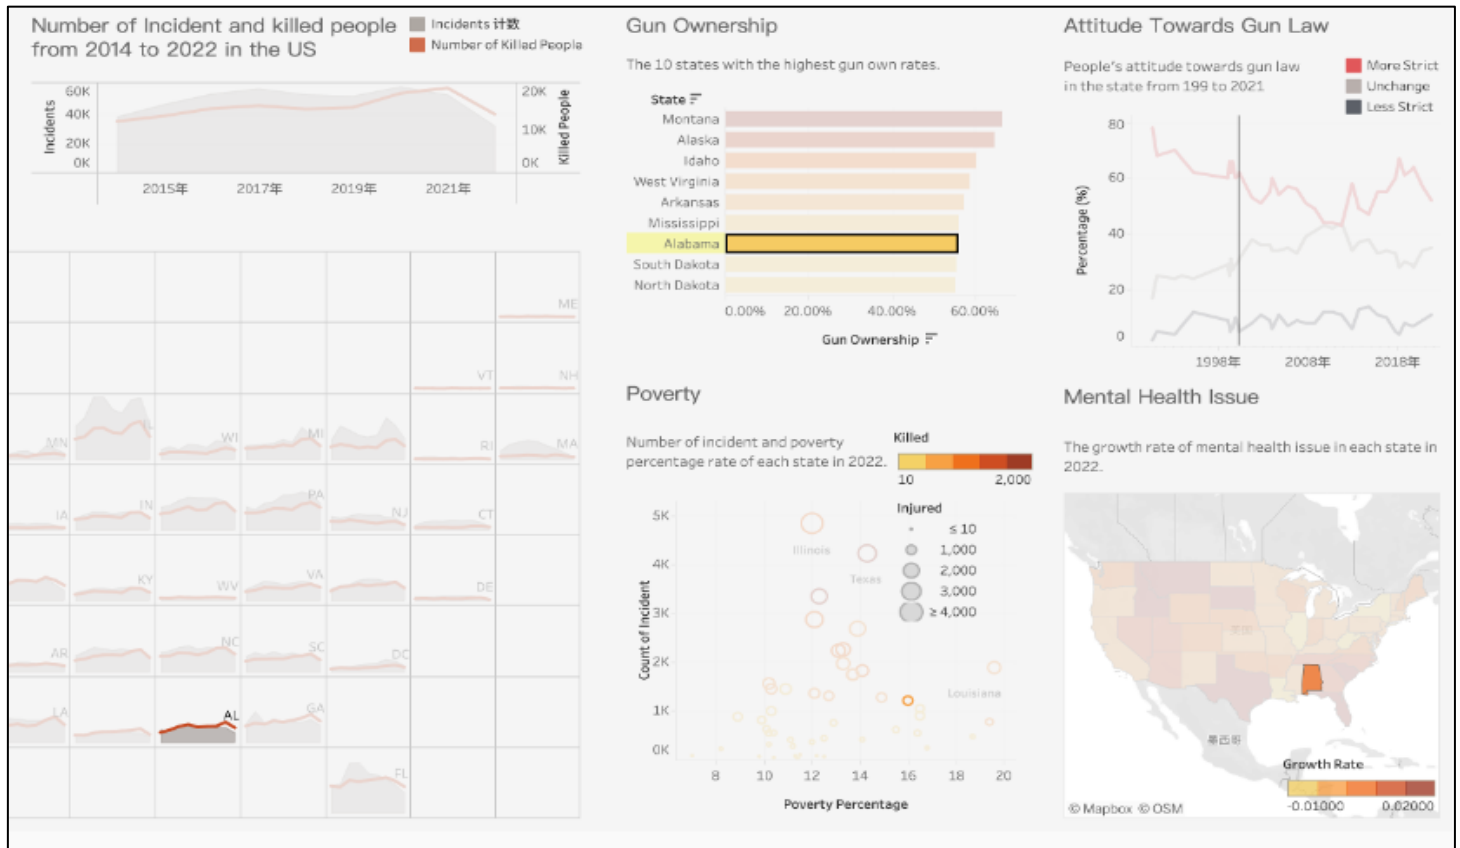 Number of Incident and killed people
from 2014 to 2022 in the US
Incidents 计数
Number of Killed People
60K
40K
20K
0K
Incidents
20K
10K
0K
Killed People
2015年
2017年
2019年
2021年
ME
VT
NH
MN
IL
WI
MI
RI
MA
IA
IN
PA
NJ
CT
KY
WV
VA
DE
AR
NC
SC
DC
LA
AL
GA
FL
Gun Ownership
The 10 states with the highest gun own rates.
State
Montana
Alaska
Idaho
West Virginia
Arkansas
Mississippi
Alabama
South Dakota
North Dakota
0.00%
20.00%
40.00%
60.00%
Gun Ownership
Attitude Towards Gun Law
People's attitude towards gun law
in the state from 199 to 2021
More Strict
Unchange
Less Strict
80
60
40
20
0
Percentage (%)
1998年
2008年
2018年
Poverty
Number of incident and poverty
percentage rate of each state in 2022.
Killed
10
2,000
Injured
≤ 10
1,000
2,000
3,000
≥ 4,000
5K
4K
3K
2K
1K
0K
Count of Incident
Illinois
Texas
Louisiana
8
10
12
14
16
18
20
Poverty Percentage
Mental Health Issue
The growth rate of mental health issue in each state in
2022.
美国
墨西哥
Growth Rate
-0.01000
0.02000
© Mapbox © OSM